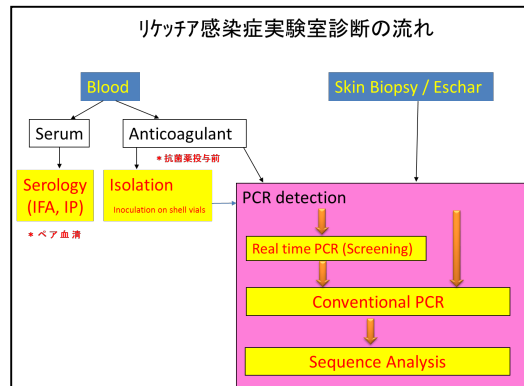 リケッチア感染症実験室診断の流れ
Blood
Skin Biopsy / Eschar
Serum
Anticoagulant
*抗菌薬投与前
Serology
(IFA, IP)
Isolation
Inoculation on shell vials
*ペア血清
PCR detection
Real time PCR (Screening)
Conventional PCR
Sequence Analysis